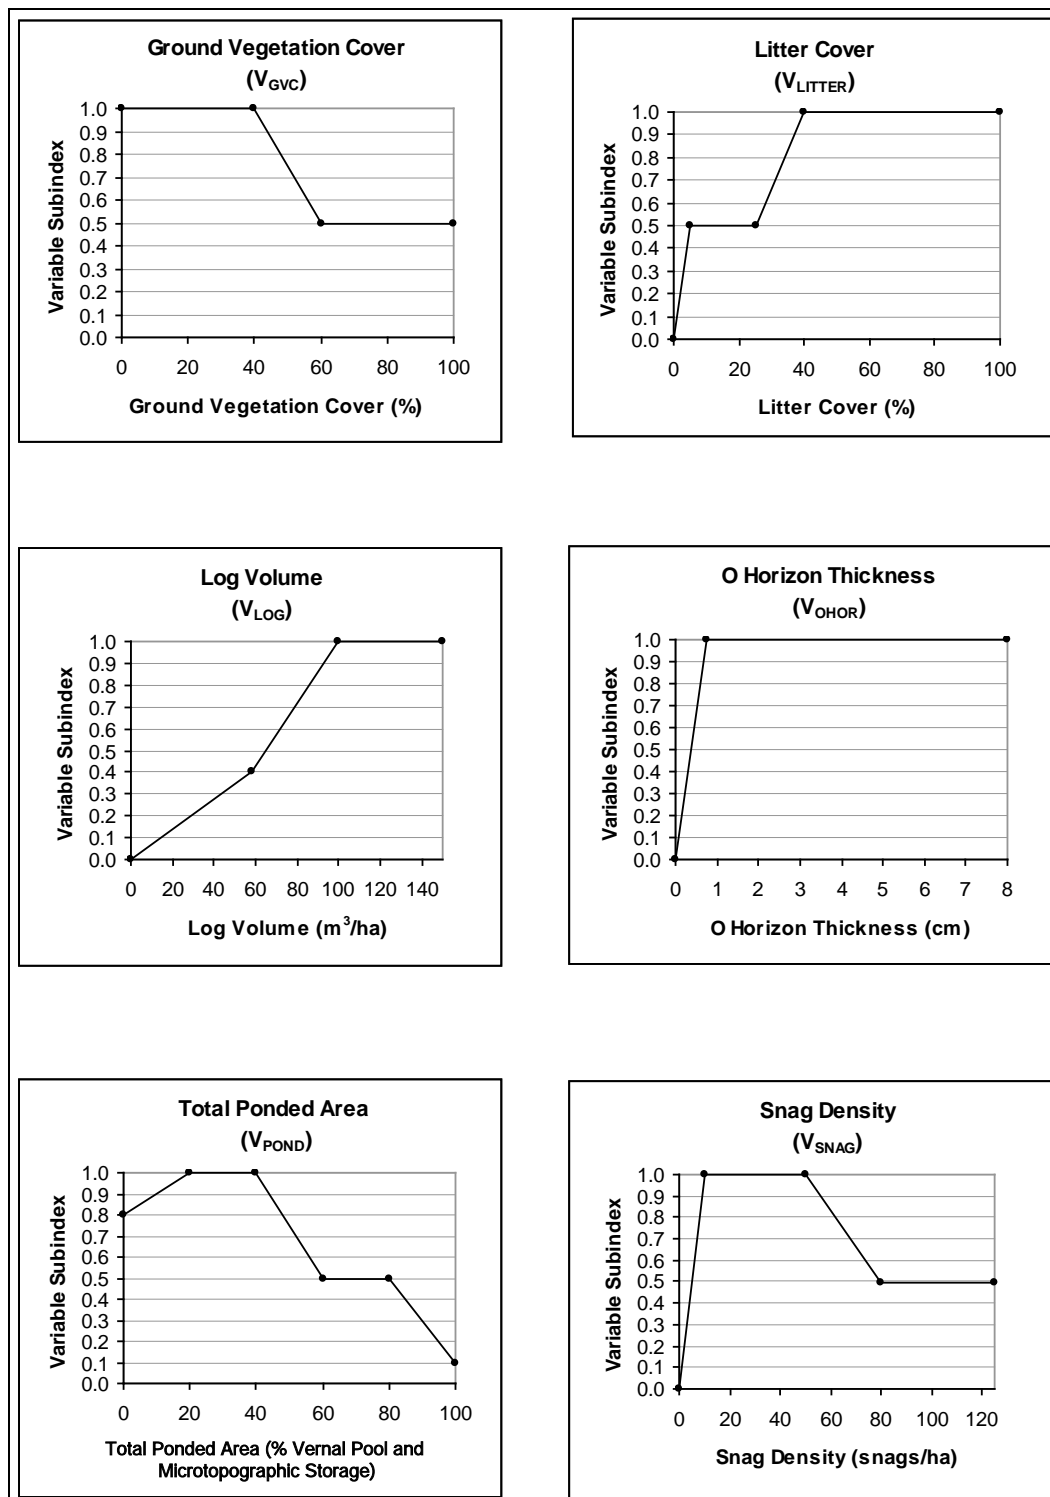 Ground Vegetation Cover
(VGVC)
1.0
0.9
0.8
0.7
0.6
0.5
0.4
0.3
0.2
0.1
0.0
Variable Subindex
0 20 40 60 80 100
Ground Vegetation Cover (%)
Litter Cover
(VLITTER)
1.0
0.9
0.8
0.7
0.6
0.5
0.4
0.3
0.2
0.1
0.0
Variable Subindex
0 20 40 60 80 100
Litter Cover (%)
Log Volume
(VLOG)
1.0
0.9
0.8
0.7
0.6
0.5
0.4
0.3
0.2
0.1
0.0
Variable Subindex
0 20 40 60 80 100 120 140
Log Volume (m³/ha)
O Horizon Thickness
(VOHOR)
1.0
0.9
0.8
0.7
0.6
0.5
0.4
0.3
0.2
0.1
0.0
Variable Subindex
0 1 2 3 4 5 6 7 8
O Horizon Thickness (cm)
Total Ponded Area
(VPOND)
1.0
0.9
0.8
0.7
0.6
0.5
0.4
0.3
0.2
0.1
0.0
Variable Subindex
0 20 40 60 80 100
Total Ponded Area (% Vernal Pool and
Microtopographic Storage)
Snag Density
(VSNAG)
1.0
0.9
0.8
0.7
0.6
0.5
0.4
0.3
0.2
0.1
0.0
Variable Subindex
0 20 40 60 80 100 120
Snag Density (snags/ha)